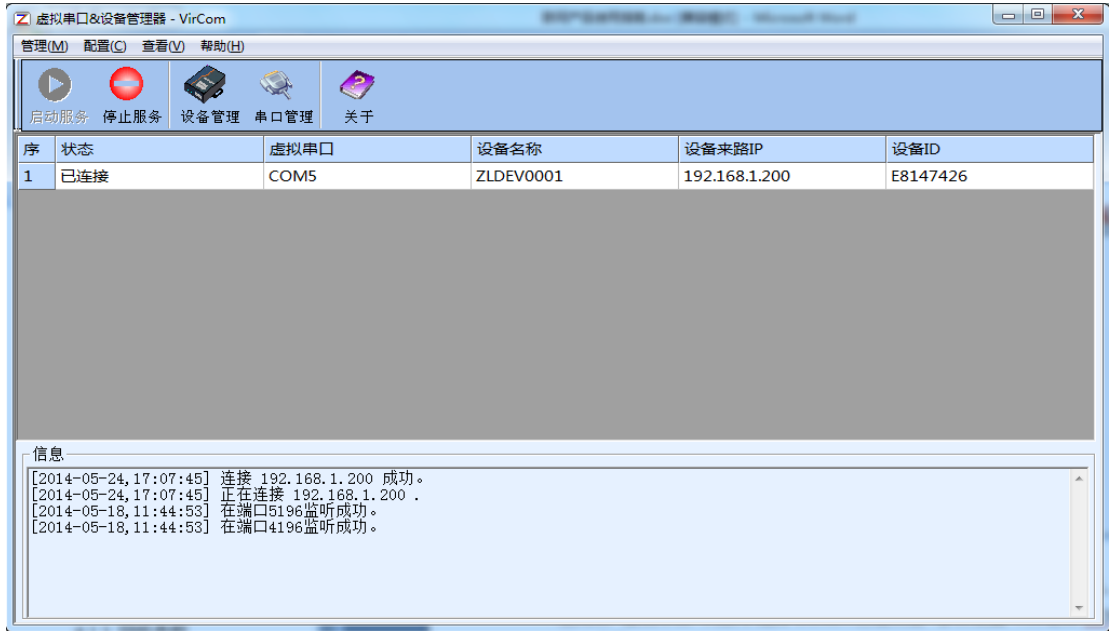 虚拟串口&设备管理器 - VirCom
管理(M) 配置(C) 查看(V) 帮助(H)
启动服务 停止服务 设备管理 串口管理 关于
序 状态 虚拟串口 设备名称 设备来路IP 设备ID
1 已连接 COM5 ZLDEV0001 192.168.1.200 E8147426
信息
[2014-05-24,17:07:45] 连接 192.168.1.200 成功。
[2014-05-24,17:07:45] 正在连接 192.168.1.200 .
[2014-05-18,11:44:53] 在端口5196监听成功。
[2014-05-18,11:44:53] 在端口4196监听成功。